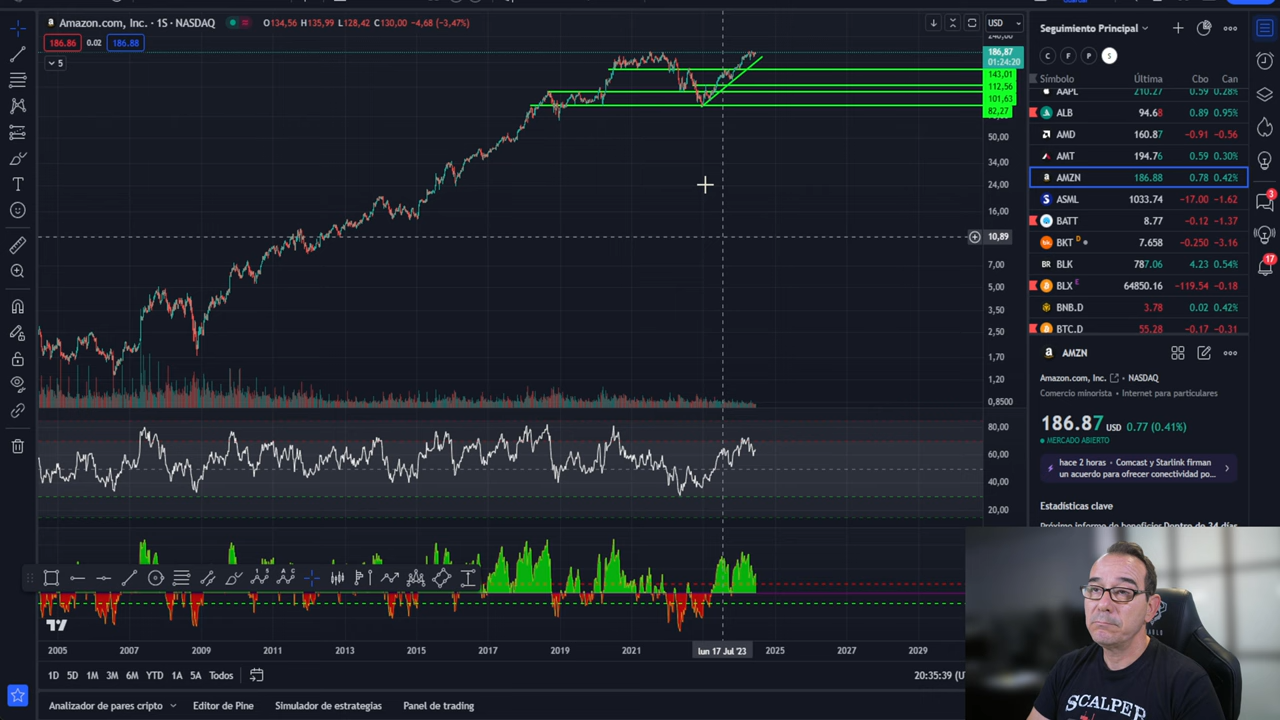 Amazon.com, Inc. · 1S · NASDAQ
O134,56 H135,99 L128,42 C130,00 −4,68 (−3,47%)
186.86 0.02 186.88
5
USD
240,00
186,87
01:24:20
143,01
112,56
101,63
82,27
50,00
34,00
24,00
16,00
10,89
7,00
5,00
3,50
2,50
1,70
1,20
0,8500
80,00
60,00
40,00
20,00
2005 2007 2009 2011 2013 2015 2017 2019 2021 lun 17 Jul '23 2025 2027 2029
1D 5D 1M 3M 6M YTD 1A 5A Todos
20:35:39
Analizador de pares cripto Editor de Pine Simulador de estrategias Panel de trading
Seguimiento Principal
C F P S
Símbolo Última Cbo Can
AAPL 210.27 0.59 0.28%
ALB 94.68 0.89 0.95%
AMD 160.87 −0.91 −0.56
AMT 194.76 0.59 0.30%
AMZN 186.88 0.78 0.42%
ASML 1033.74 −17.00 −1.62
BATT 8.77 −0.12 −1.37
BKT D 7.658 −0.250 −3.16
BLK 787.06 4.23 0.54%
BLX E 64850.16 −119.54 −0.18
BNB.D 3.78 0.02 0.42%
BTC.D 55.28 −0.17 −0.31
AMZN
Amazon.com, Inc. · NASDAQ
Comercio minorista · Internet para particulares
186.87 USD 0.77 (0.41%)
MERCADO ABIERTO
hace 2 horas · Comcast y Starlink firman
un acuerdo para ofrecer conectividad po...
Estadísticas clave
3
17
SCALPER